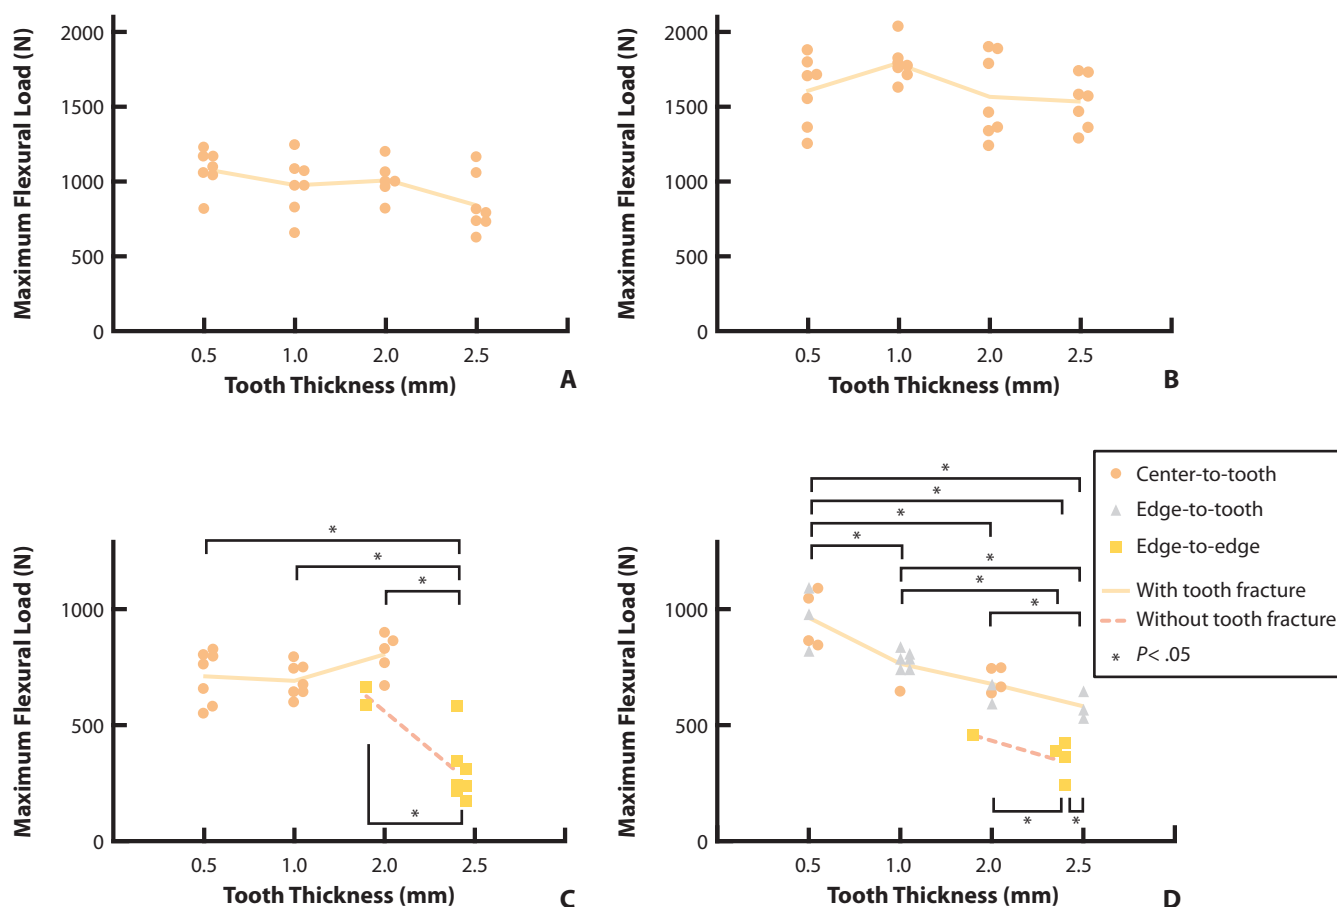 Maximum Flexural Load (N)
2000
1500
1000
500
0
0.5 1.0 2.0 2.5
Tooth Thickness (mm)
A
Maximum Flexural Load (N)
2000
1500
1000
500
0
0.5 1.0 2.0 2.5
Tooth Thickness (mm)
B
Maximum Flexural Load (N)
1000
500
0
*
*
*
*
0.5 1.0 2.0 2.5
Tooth Thickness (mm)
C
Maximum Flexural Load (N)
1000
500
0
*
*
*
*
*
*
*
* *
0.5 1.0 2.0 2.5
Tooth Thickness (mm)
D
Center-to-tooth
Edge-to-tooth
Edge-to-edge
With tooth fracture
Without tooth fracture
* P< .05